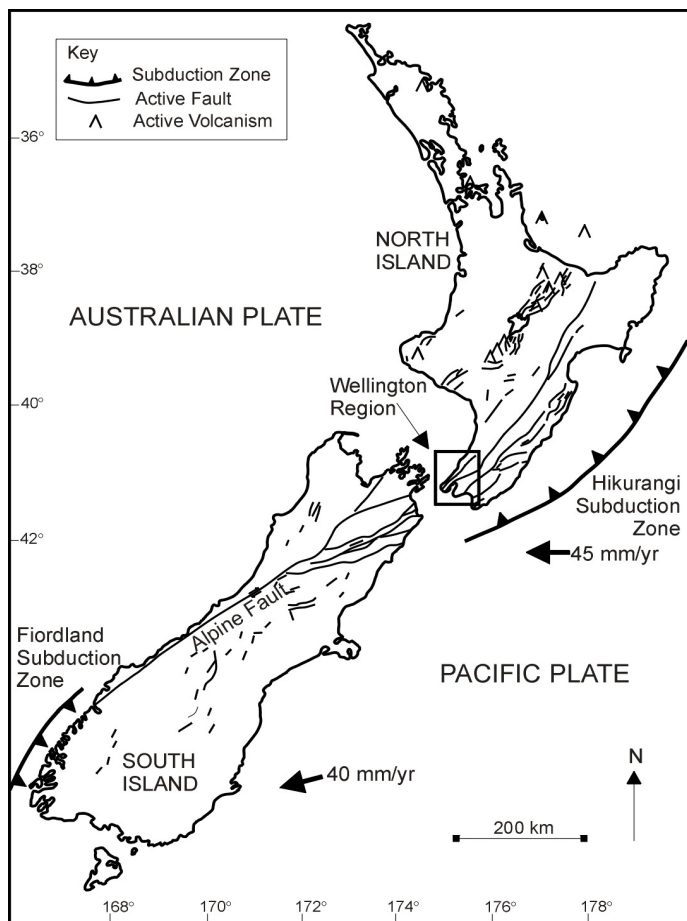 Key
Subduction Zone
Active Fault
Active Volcanism
36°
38°
40°
42°
NORTH
ISLAND
AUSTRALIAN PLATE
Wellington
Region
Hikurangi
Subduction
Zone
45 mm/yr
Alpine Fault
Fiordland
Subduction
Zone
PACIFIC PLATE
SOUTH
ISLAND
40 mm/yr
N
200 km
168°
170°
172°
174°
176°
178°